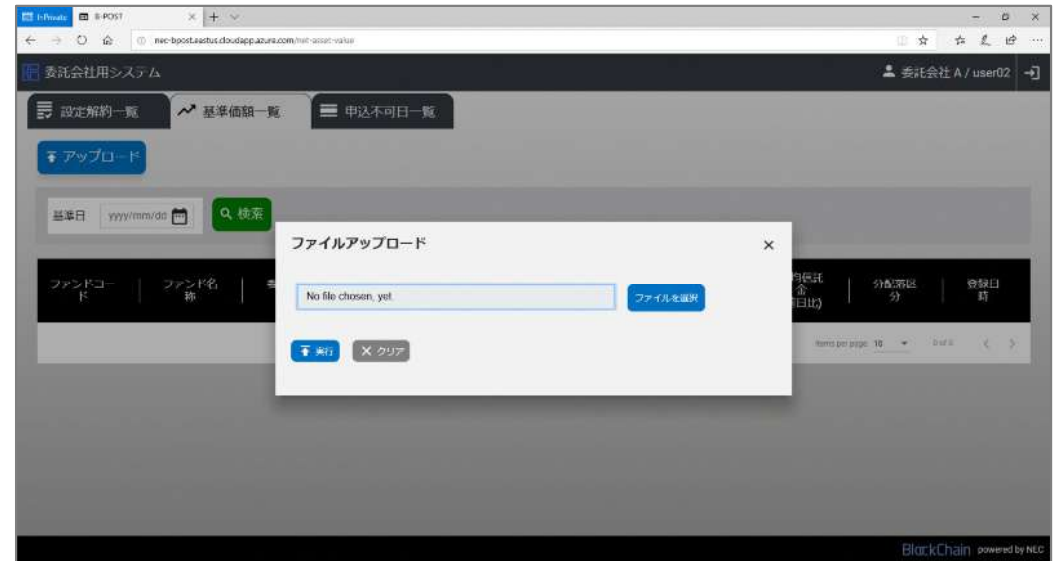 InPrivate B-POST
nec-bpost.eastus.cloudapp.azure.com/net-asset-value
委託会社用システム
委託会社 A / user02
設定解約一覧
基準価額一覧
申込不可日一覧
アップロード
基準日
yyyy/mm/dd
検索
ファイルアップロード
No file chosen, yet.
ファイルを選択
実行
クリア
ファンドコー
ド
ファンド名
称
金
分配落区
分
登録日
時
Items per page: 10
0 of 0
BlockChain powered by NEC